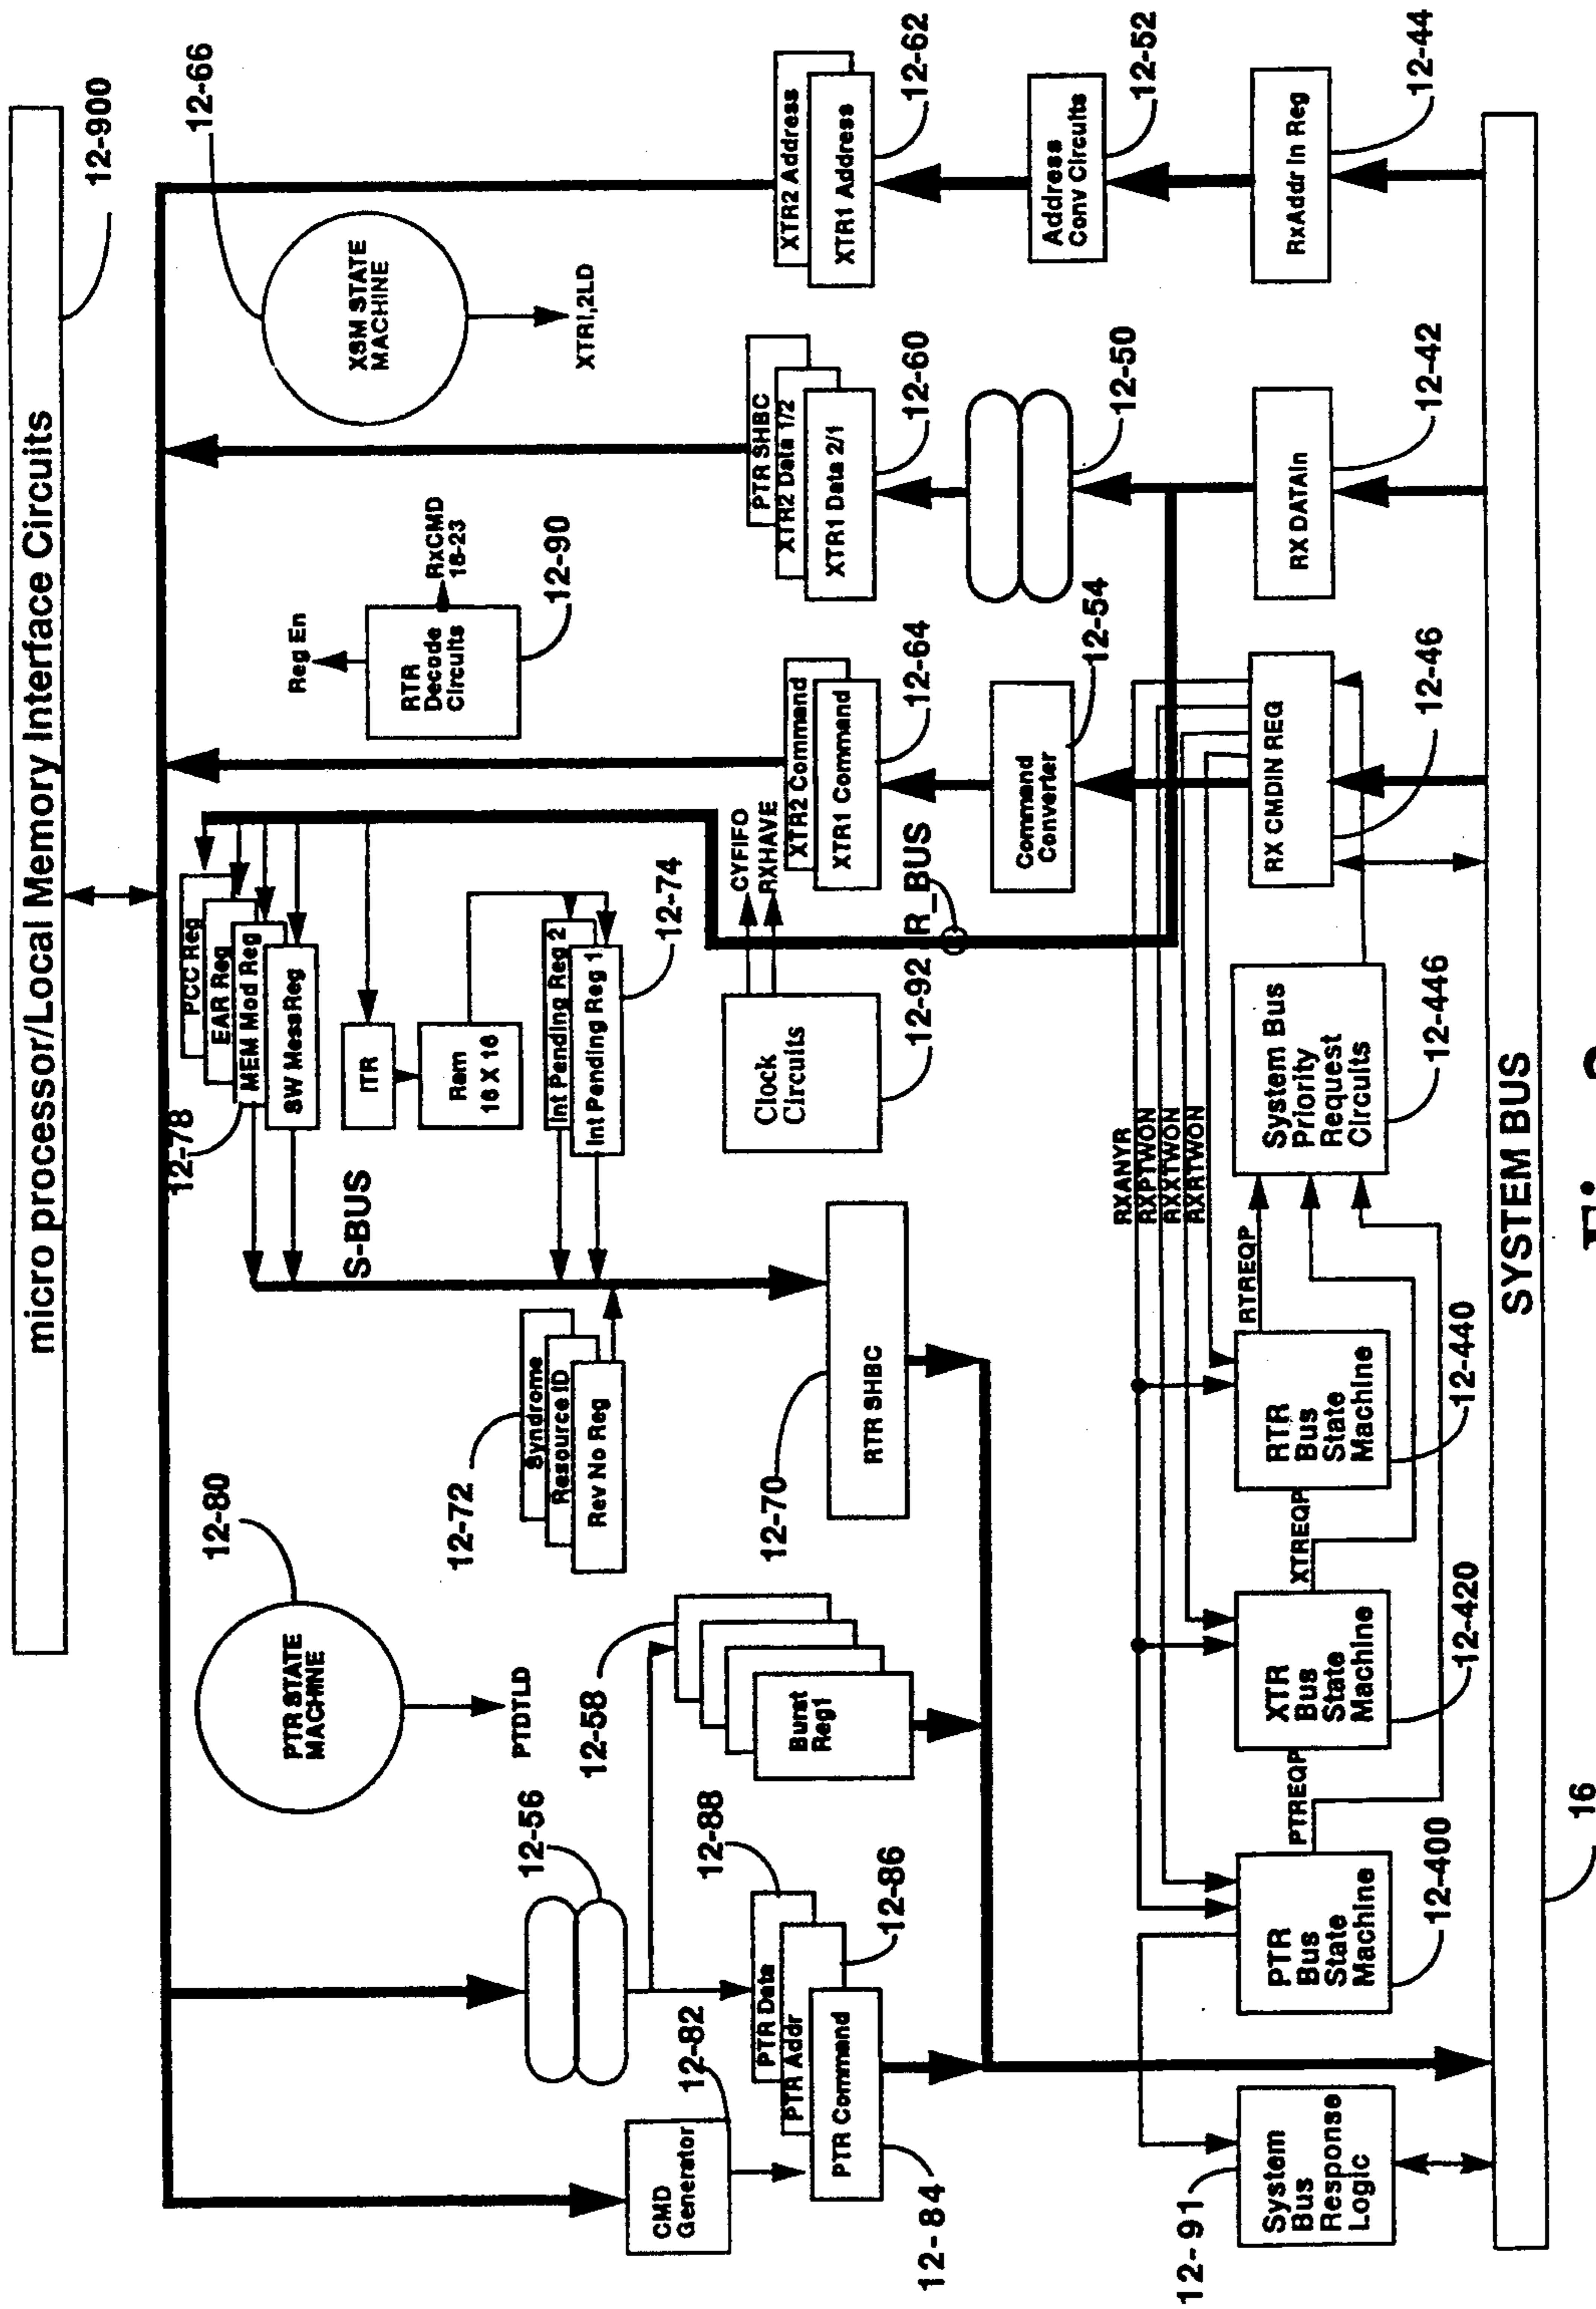 micro processor/Local Memory Interface Circuits
12-900
12-66
XSM STATE
MACHINE
XTR1,2LD
XTR2 Address
XTR1 Address
12-62
Address
Conv Circuits
12-52
RxAddr In Reg
12-44
PTR SHBC
XTR2 Data 1/2
XTR1 Data 2/1
12-60
12-50
RX DATAIn
12-42
Reg En
RTR
Decode
Circuits
RxCMD
16-23
12-90
XTR2 Command
XTR1 Command
12-64
Command
Converter
12-54
RX CMDIN REG
12-46
PCC Reg
EAR Reg
MEM Mod Reg
SW Mess Reg
12-78
ITR
Ram
16 X 16
Int Pending Reg 2
Int Pending Reg 1
12-74
CYFIFO
RXHAVE
Clock
Circuits
12-92
IR_BUS
S-BUS
Syndrome
Resource ID
Rev No Reg
12-72
RTR SHBC
12-70
12-80
PTR STATE
MACHINE
PTDTLD
12-56
12-58
Burst
Reg1
CMD
Generator
12-82
PTR Data
PTR Addr
PTR Command
12-88
12-86
12-84
RXANYR
RXPTWON
RXXTWON
RXRTWON
System Bus
Priority
Request
Circuits
12-446
RTREQP
RTR
Bus
State
Machine
12-440
XTREQP
XTR
Bus
State
Machine
12-420
PTREQP
PTR
Bus
State
Machine
12-400
System
Bus
Response
Logic
12-91
SYSTEM BUS
16